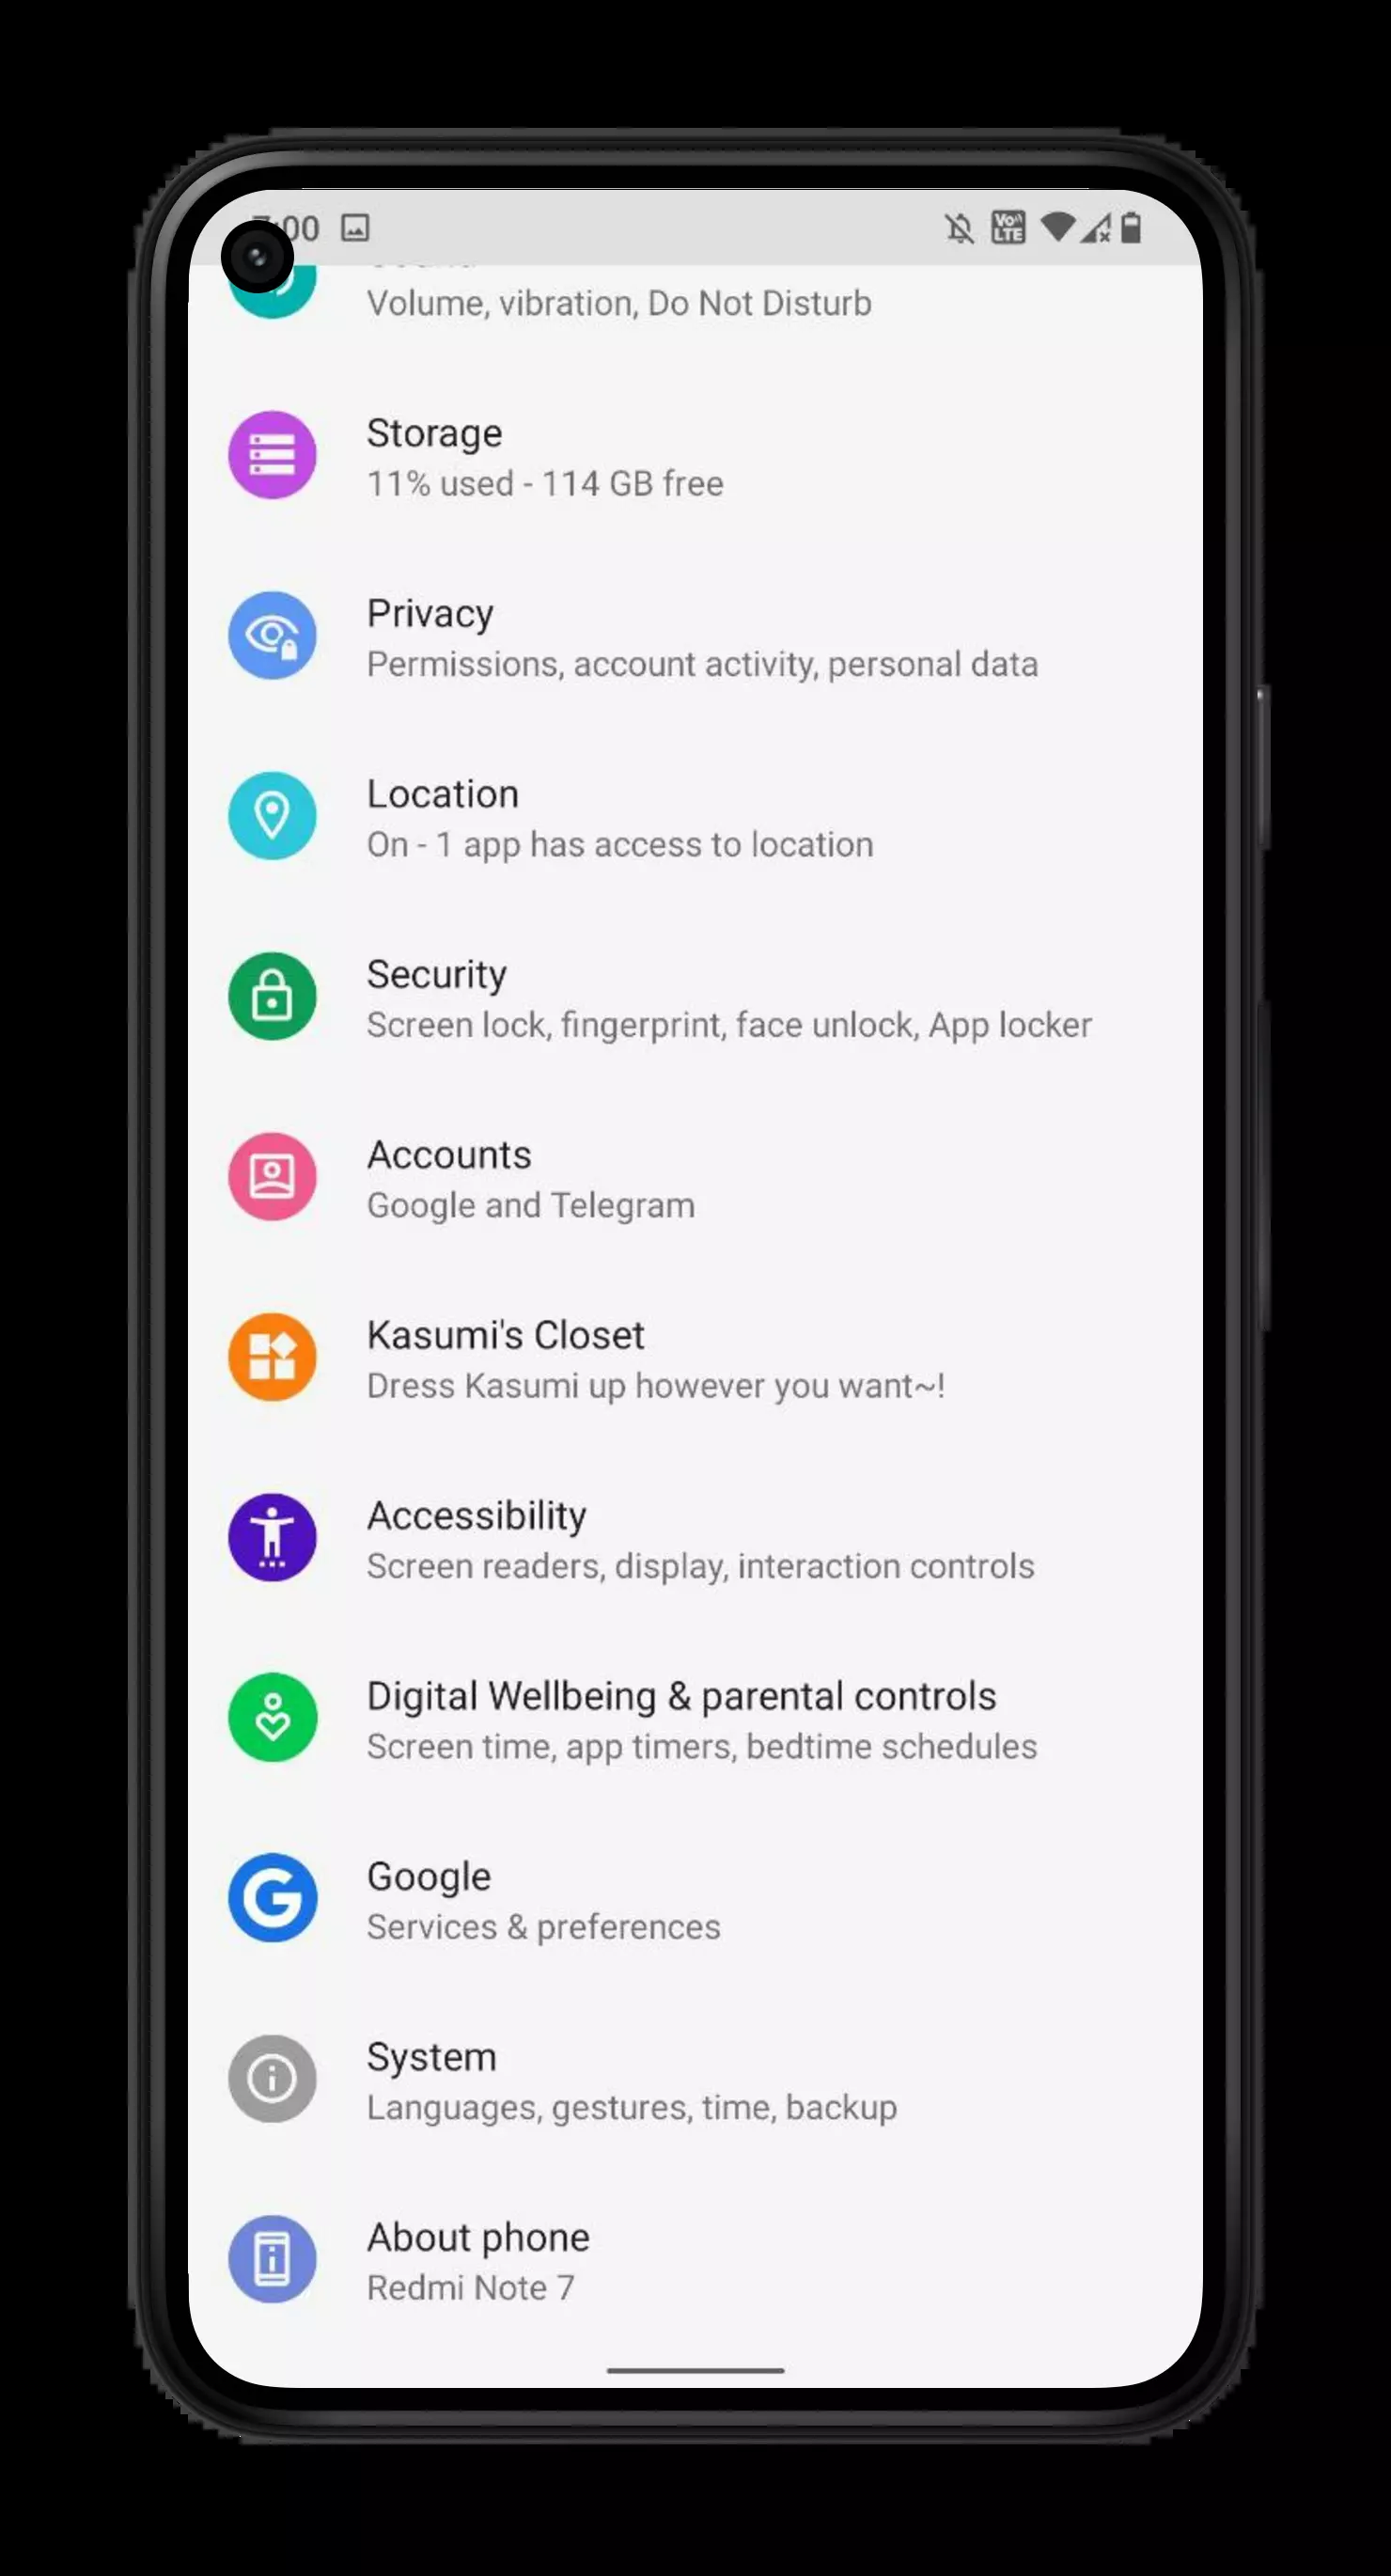 :00
VoLTE
Volume, vibration, Do Not Disturb
Storage
11% used - 114 GB free
Privacy
Permissions, account activity, personal data
Location
On - 1 app has access to location
Security
Screen lock, fingerprint, face unlock, App locker
Accounts
Google and Telegram
Kasumi's Closet
Dress Kasumi up however you want~!
Accessibility
Screen readers, display, interaction controls
Digital Wellbeing & parental controls
Screen time, app timers, bedtime schedules
Google
Services & preferences
System
Languages, gestures, time, backup
About phone
Redmi Note 7